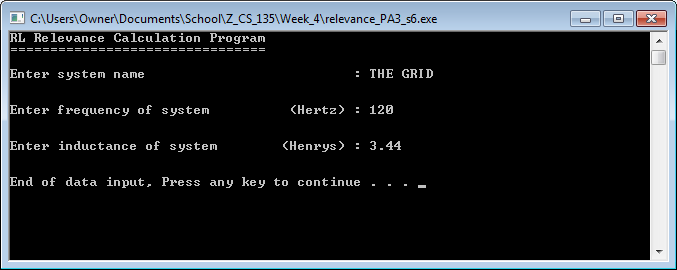 C:\Users\Owner\Documents\School\Z_CS_135\Week_4\relevance_PA3_s6.exe
RL Relevance Calculation Program
================================
Enter system name                          : THE GRID
Enter frequency of system          (Hertz) : 120
Enter inductance of system        (Henrys) : 3.44
End of data input, Press any key to continue . . . _